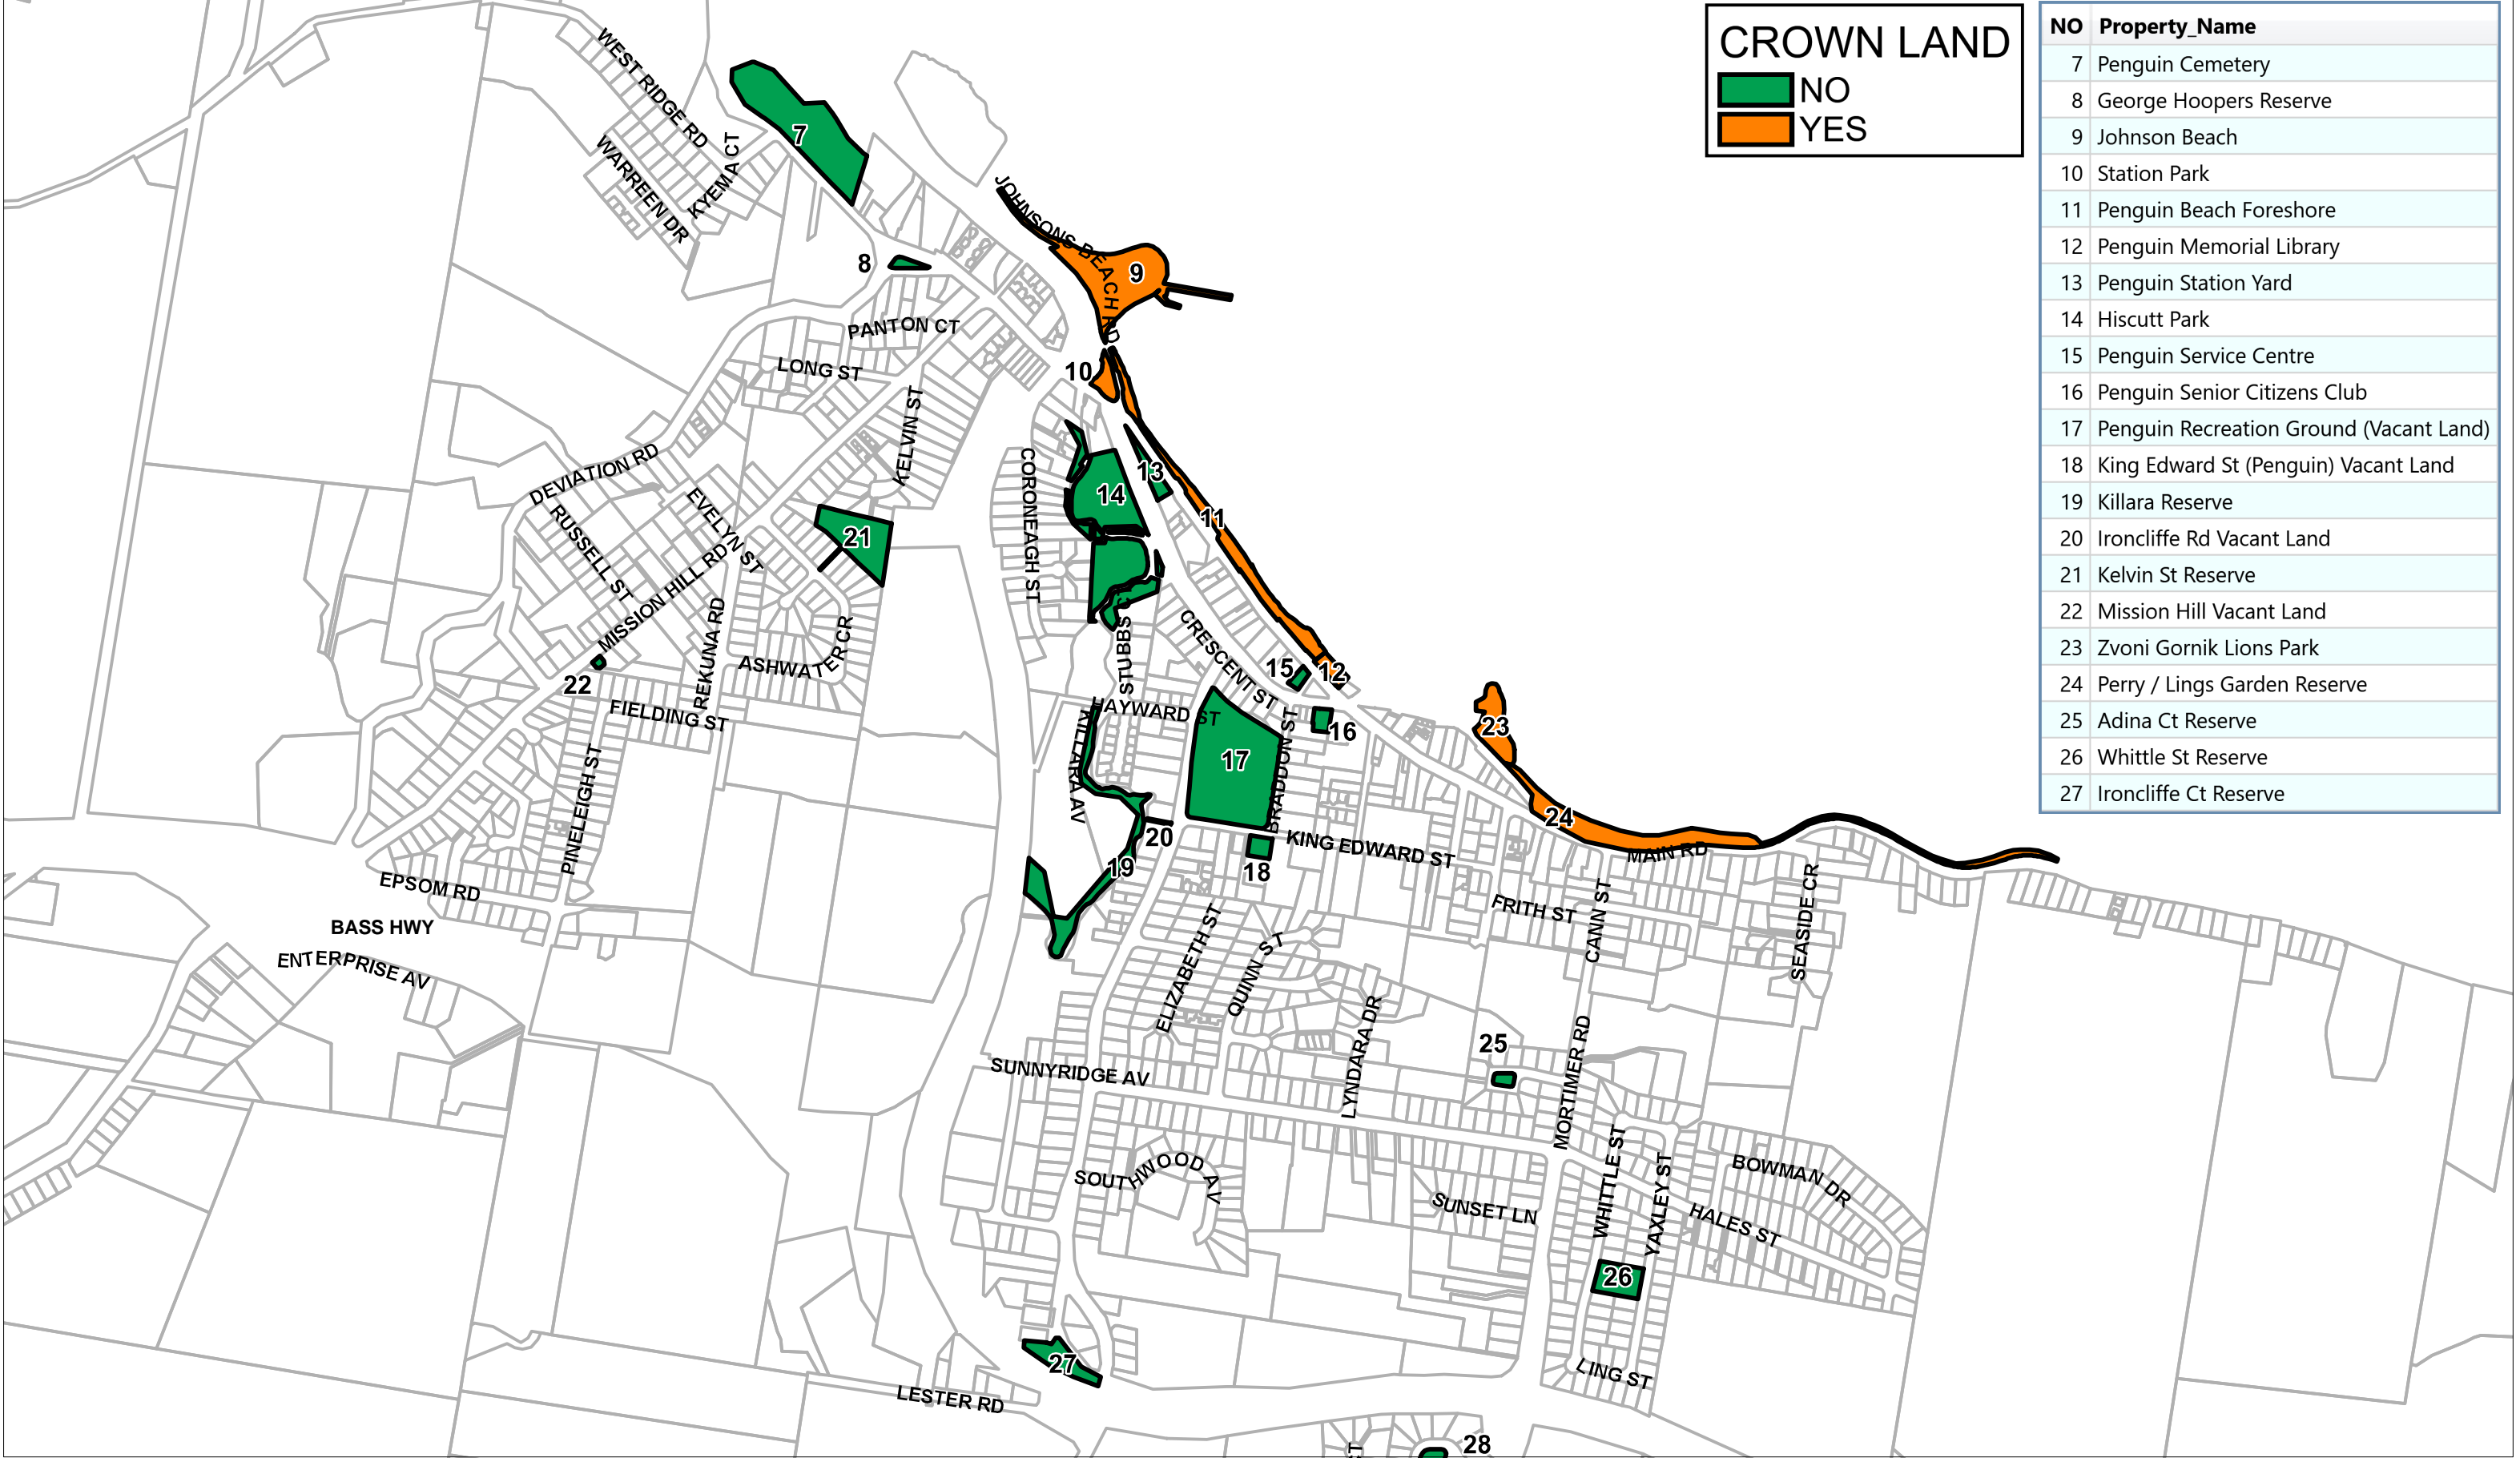 CROWN LAND
NO
YES
NO Property_Name
7 Penguin Cemetery
8 George Hoopers Reserve
9 Johnson Beach
10 Station Park
11 Penguin Beach Foreshore
12 Penguin Memorial Library
13 Penguin Station Yard
14 Hiscutt Park
15 Penguin Service Centre
16 Penguin Senior Citizens Club
17 Penguin Recreation Ground (Vacant Land)
18 King Edward St (Penguin) Vacant Land
19 Killara Reserve
20 Ironcliffe Rd Vacant Land
21 Kelvin St Reserve
22 Mission Hill Vacant Land
23 Zvoni Gornik Lions Park
24 Perry / Lings Garden Reserve
25 Adina Ct Reserve
26 Whittle St Reserve
27 Ironcliffe Ct Reserve
WEST RIDGE RD
7
KYEMA CT
WARREEN DR
JOHNSONS BEACH RD
8
9
PANTON CT
LONG ST
10
KELVIN ST
DEVIATION RD
CORONEAGH ST
13
14
11
EVELYN ST
RUSSELL ST
21
MISSION HILL RD
REKUNA RD
ASHWATER CR
STUBBS
CRESCENT ST
15
12
22
FIELDING ST
HAYWARD ST
KILLARA AV
16
23
17
BRADDON ST
PINELEIGH ST
24
20
KING EDWARD ST
MAIN RD
19
18
EPSOM RD
FRITH ST
CANN ST
SEASIDE CR
BASS HWY
ENTERPRISE AV
ELIZABETH ST
QUINN ST
LYNDARA DR
25
MORTIMER RD
SUNNYRIDGE AV
SOUTHWOOD AV
WHITTLE ST
YAXLEY ST
BOWMAN DR
SUNSET LN
HALES ST
26
27
LING ST
LESTER RD
28
ST